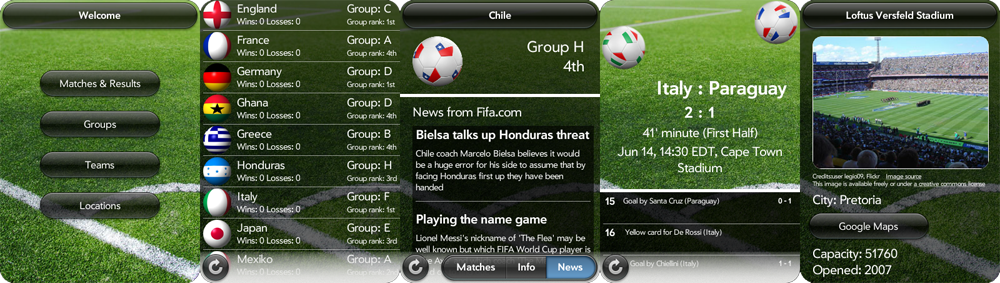 Welcome
Matches & Results
Groups
Teams
Locations
England
Group: C
Wins: 0 Losses: 0
Group rank: 1st
France
Group: A
Wins: 0 Losses: 0
Group rank: 4th
Germany
Group: D
Wins: 0 Losses: 0
Group rank: 1st
Ghana
Group: D
Wins: 0 Losses: 0
Group rank: 4th
Greece
Group: B
Wins: 0 Losses: 0
Group rank: 4th
Honduras
Group: H
Wins: 0 Losses: 0
Group rank: 3rd
Italy
Group: F
Wins: 0 Losses: 0
Group rank: 1st
Japan
Group: E
Wins: 0 Losses: 0
Group rank: 3rd
Mexiko
Group: A
Wins: 0 Losses: 0
Group rank:
Chile
Group H
4th
News from Fifa.com
Bielsa talks up Honduras threat
Chile coach Marcelo Bielsa believes it would
be a huge error for his side to assume that by
facing Honduras first up they have been
handed
Playing the name game
Lionel Messi's nickname of 'The Flea' may be
well known but which FIFA World Cup player is
Matches
Info
News
Italy : Paraguay
2 : 1
41' minute (First Half)
Jun 14, 14:30 EDT, Cape Town
Stadium
15 Goal by Santa Cruz (Paraguay) 0 - 1
16 Yellow card for De Rossi (Italy)
Goal by Chiellini (Italy) 1 - 1
Loftus Versfeld Stadium
Credits:user legio09, Flickr Image source
This image is available freely or under a creative commons license
City: Pretoria
Google Maps
Capacity: 51760
Opened: 2007